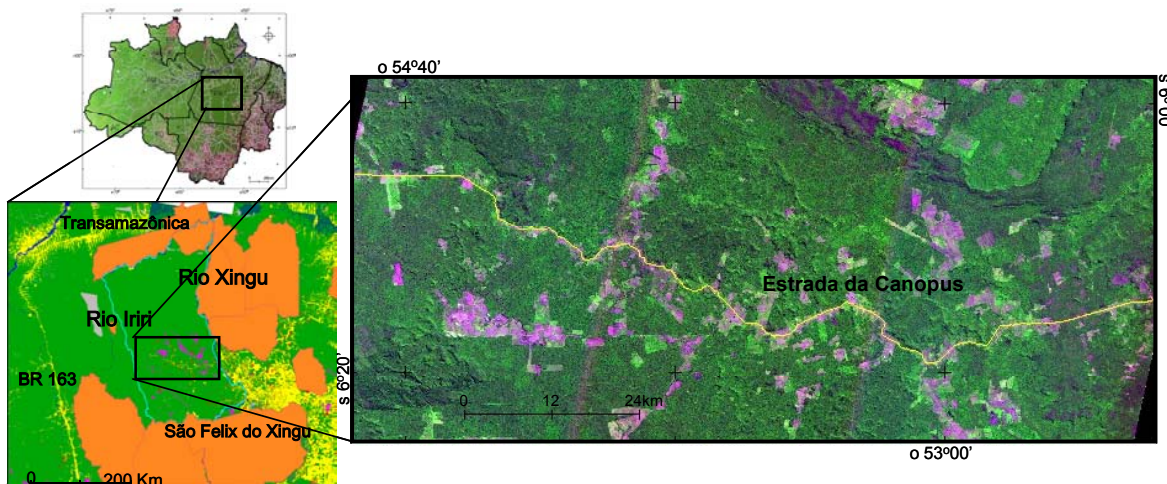 o 54º40'
s 6º00
Transamazônica
Rio Xingu
Rio Iriri
BR 163
São Felix do Xingu
0 200 Km
s 6º20
Estrada da Canopus
0 12 24km
o 53º00'